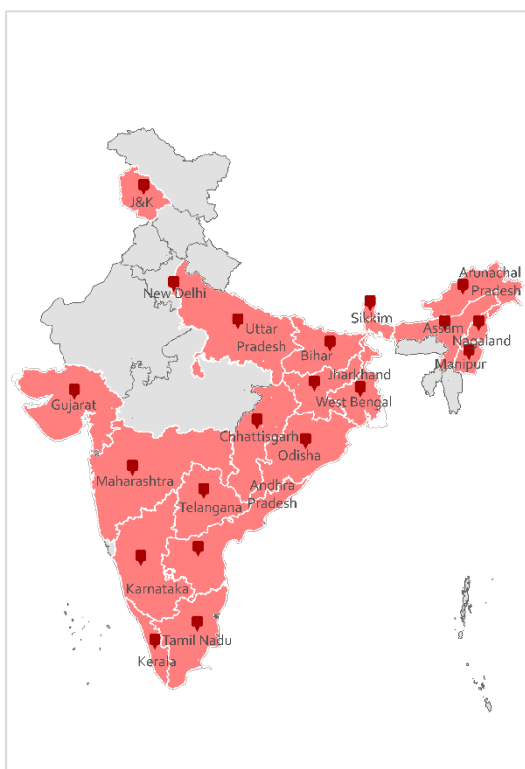 J&K
Arunachal
Pradesh
New Delhi
Sikkim
Assam
Uttar
Pradesh
Nagaland
Bihar
Manipur
Jharkhand
Gujarat
West Bengal
Chhattisgarh
Odisha
Maharashtra
Andhra
Pradesh
Telangana
Karnataka
Tamil Nadu
Kerala